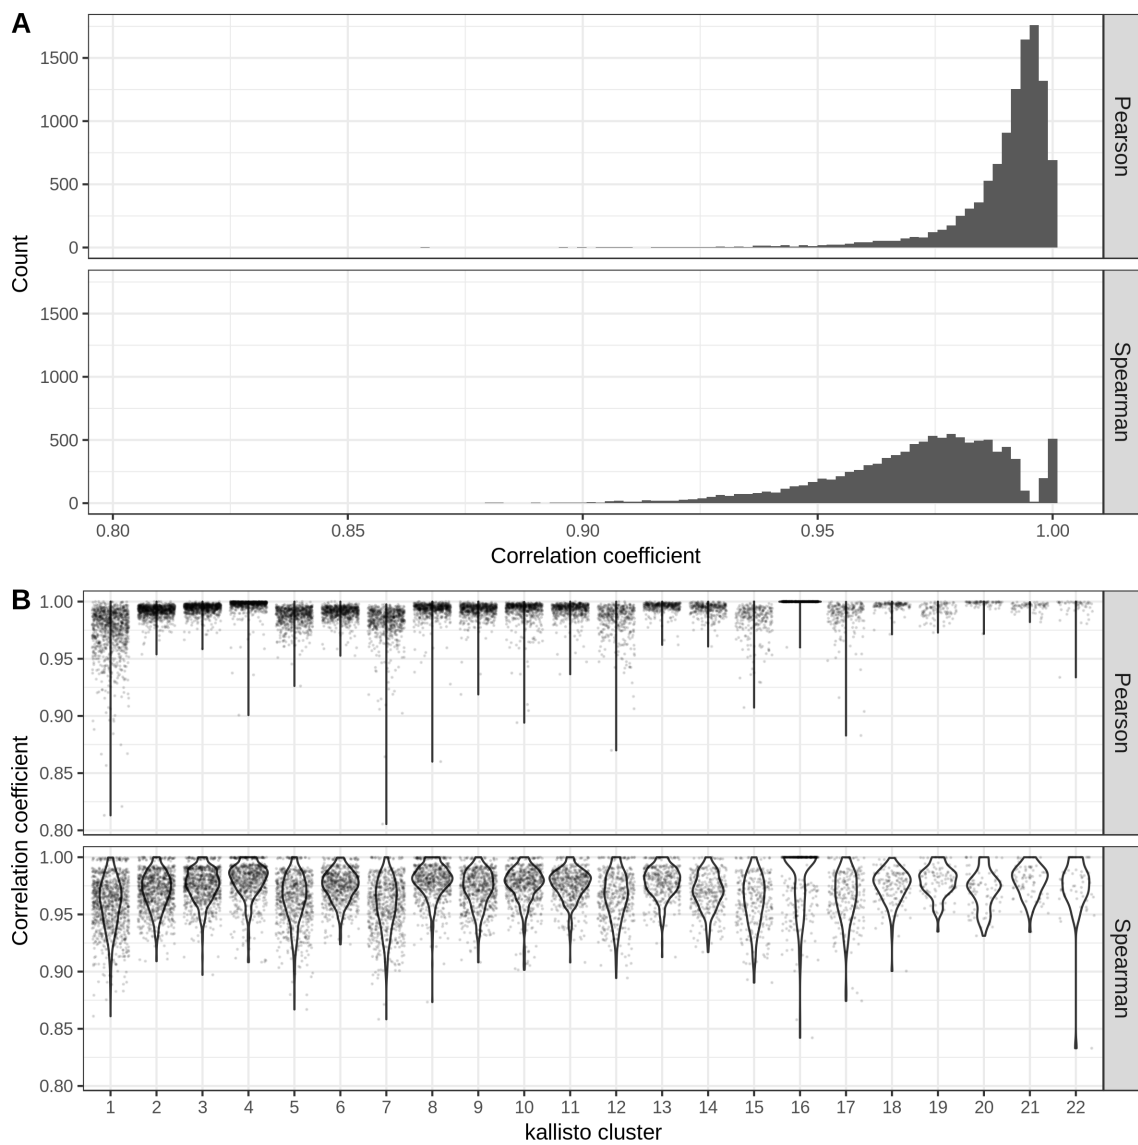 A
1500
1000
500
0
Pearson
Count
1500
1000
500
0
Spearman
0.80 0.85 0.90 0.95 1.00
Correlation coefficient
B
1.00
0.95
0.90
0.85
0.80
Pearson
Correlation coefficient
1.00
0.95
0.90
0.85
0.80
Spearman
1 2 3 4 5 6 7 8 9 10 11 12 13 14 15 16 17 18 19 20 21 22
kallisto cluster